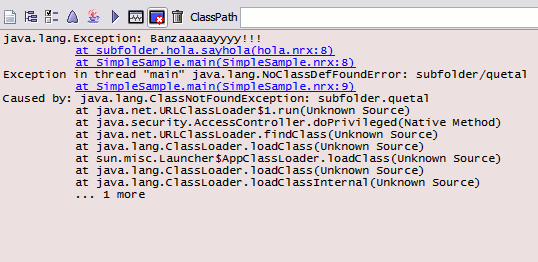 ClassPath
java.lang.Exception: Banzaaaaayyyy!!!
at subfolder.hola.sayhola(hola.nrx:8)
at SimpleSample.main(SimpleSample.nrx:8)
Exception in thread "main" java.lang.NoClassDefFoundError: subfolder/quetal
at SimpleSample.main(SimpleSample.nrx:9)
Caused by: java.lang.ClassNotFoundException: subfolder.quetal
at java.net.URLClassLoader$1.run(Unknown Source)
at java.security.AccessController.doPrivileged(Native Method)
at java.net.URLClassLoader.findClass(Unknown Source)
at java.lang.ClassLoader.loadClass(Unknown Source)
at sun.misc.Launcher$AppClassLoader.loadClass(Unknown Source)
at java.lang.ClassLoader.loadClass(Unknown Source)
at java.lang.ClassLoader.loadClassInternal(Unknown Source)
... 1 more